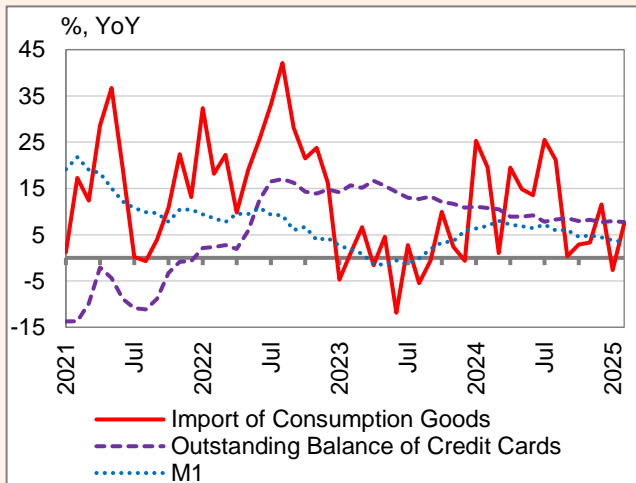 %, YoY
45
35
25
15
5
-5
-15
2021
Jul
2022
Jul
2023
Jul
2024
Jul
2025
Import of Consumption Goods
Outstanding Balance of Credit Cards
M1